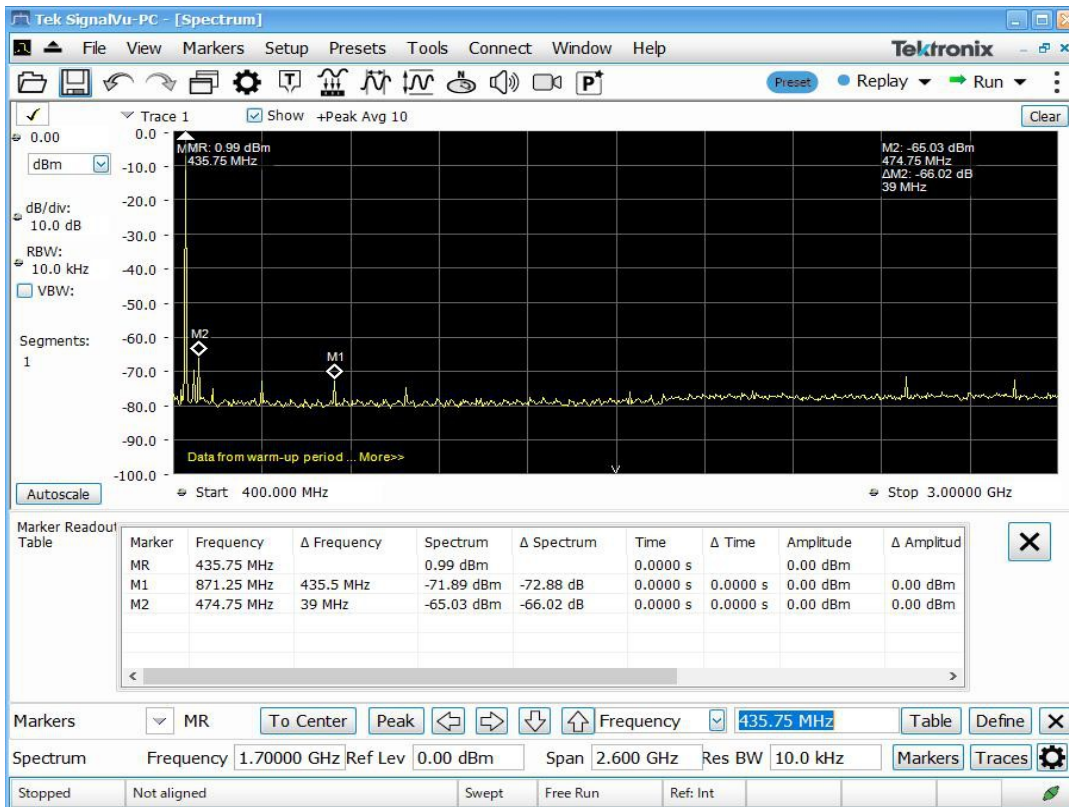 Tek SignalVu-PC - [Spectrum]
File View Markers Setup Presets Tools Connect Window Help Tektronix
T N P Preset Replay Run
Trace 1 Show +Peak Avg 10 Clear
0.00
dBm
dB/div:
10.0 dB
RBW:
10.0 kHz
VBW:
Segments:
1
Autoscale
0.0
-10.0
-20.0
-30.0
-40.0
-50.0
-60.0
-70.0
-80.0
-90.0
-100.0
MR: 0.99 dBm
435.75 MHz
M2: -65.03 dBm
474.75 MHz
ΔM2: -66.02 dB
39 MHz
M2
M1
Data from warm-up period ... More>>
Start 400.000 MHz Stop 3.00000 GHz
Marker Readout
Table
Marker Frequency Δ Frequency Spectrum Δ Spectrum Time Δ Time Amplitude Δ Amplitud
MR 435.75 MHz 0.99 dBm 0.0000 s 0.00 dBm
M1 871.25 MHz 435.5 MHz -71.89 dBm -72.88 dB 0.0000 s 0.0000 s 0.00 dBm 0.00 dBm
M2 474.75 MHz 39 MHz -65.03 dBm -66.02 dB 0.0000 s 0.0000 s 0.00 dBm 0.00 dBm
Markers MR To Center Peak Frequency 435.75 MHz Table Define
Spectrum Frequency 1.70000 GHz Ref Lev 0.00 dBm Span 2.600 GHz Res BW 10.0 kHz Markers Traces
Stopped Not aligned Swept Free Run Ref: Int